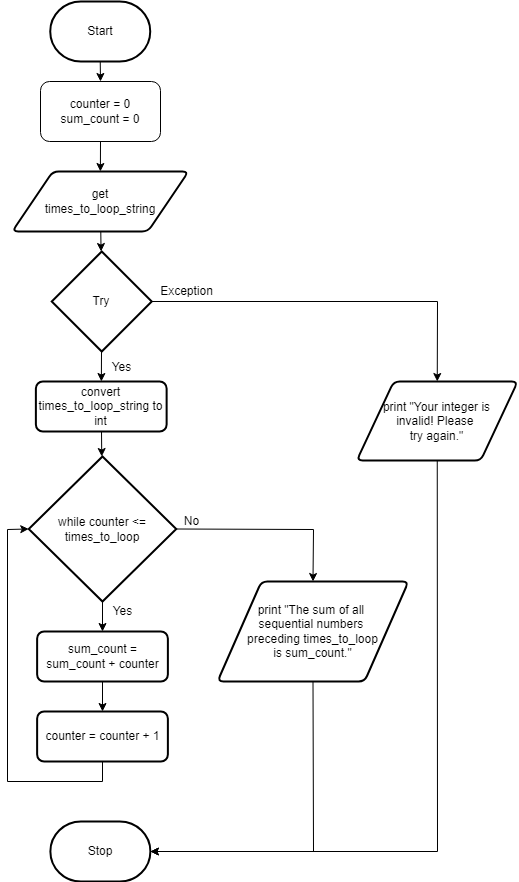 Start
counter = 0
sum_count = 0
get
times_to_loop_string
Try
Exception
Yes
convert
times_to_loop_string to
int
print "Your integer is
invalid! Please
try again."
while counter <=
times_to_loop
No
Yes
print "The sum of all
sequential numbers
preceding times_to_loop
is sum_count."
sum_count =
sum_count + counter
counter = counter + 1
Stop